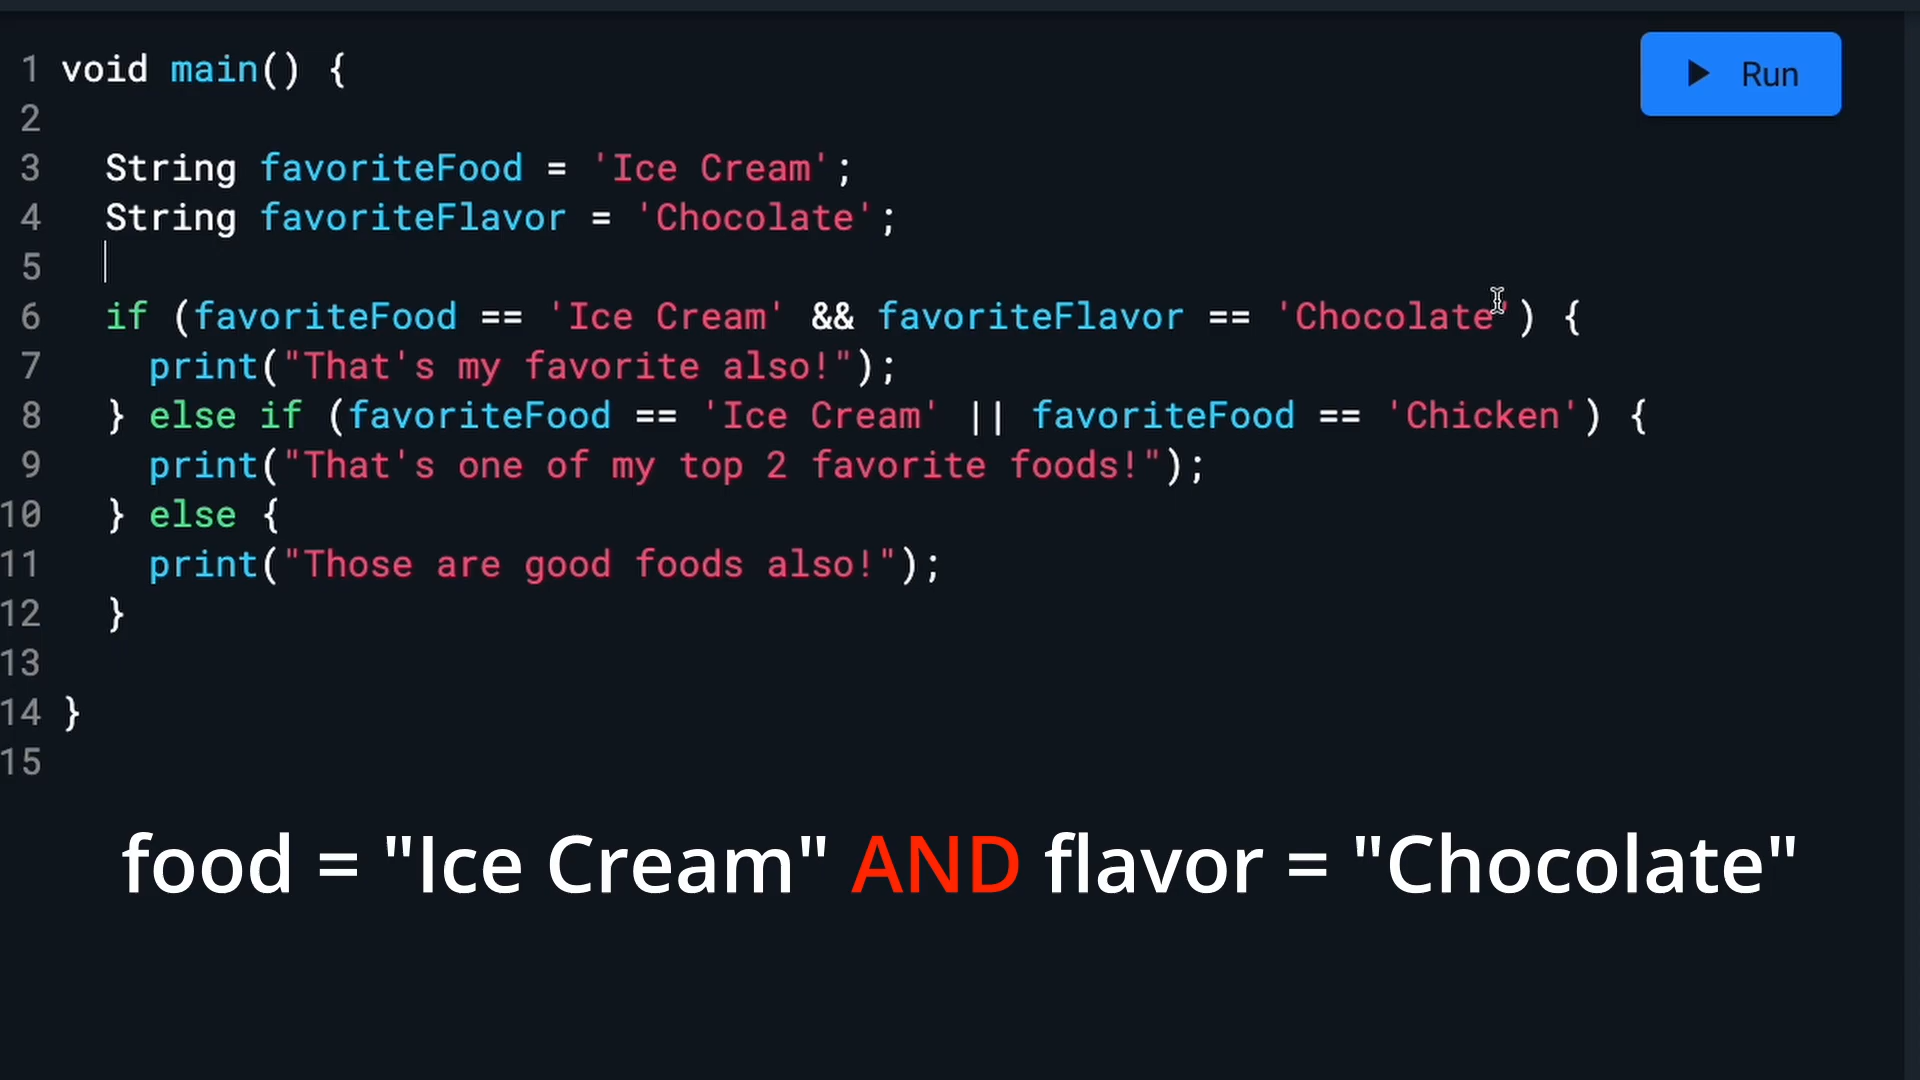 Run
1 void main() {
2
3 String favoriteFood = 'Ice Cream';
4 String favoriteFlavor = 'Chocolate';
5
6 if (favoriteFood == 'Ice Cream' && favoriteFlavor == 'Chocolate') {
7 print("That's my favorite also!");
8 } else if (favoriteFood == 'Ice Cream' || favoriteFood == 'Chicken') {
9 print("That's one of my top 2 favorite foods!");
10 } else {
11 print("Those are good foods also!");
12 }
13
14 }
15
food = "Ice Cream" AND flavor = "Chocolate"